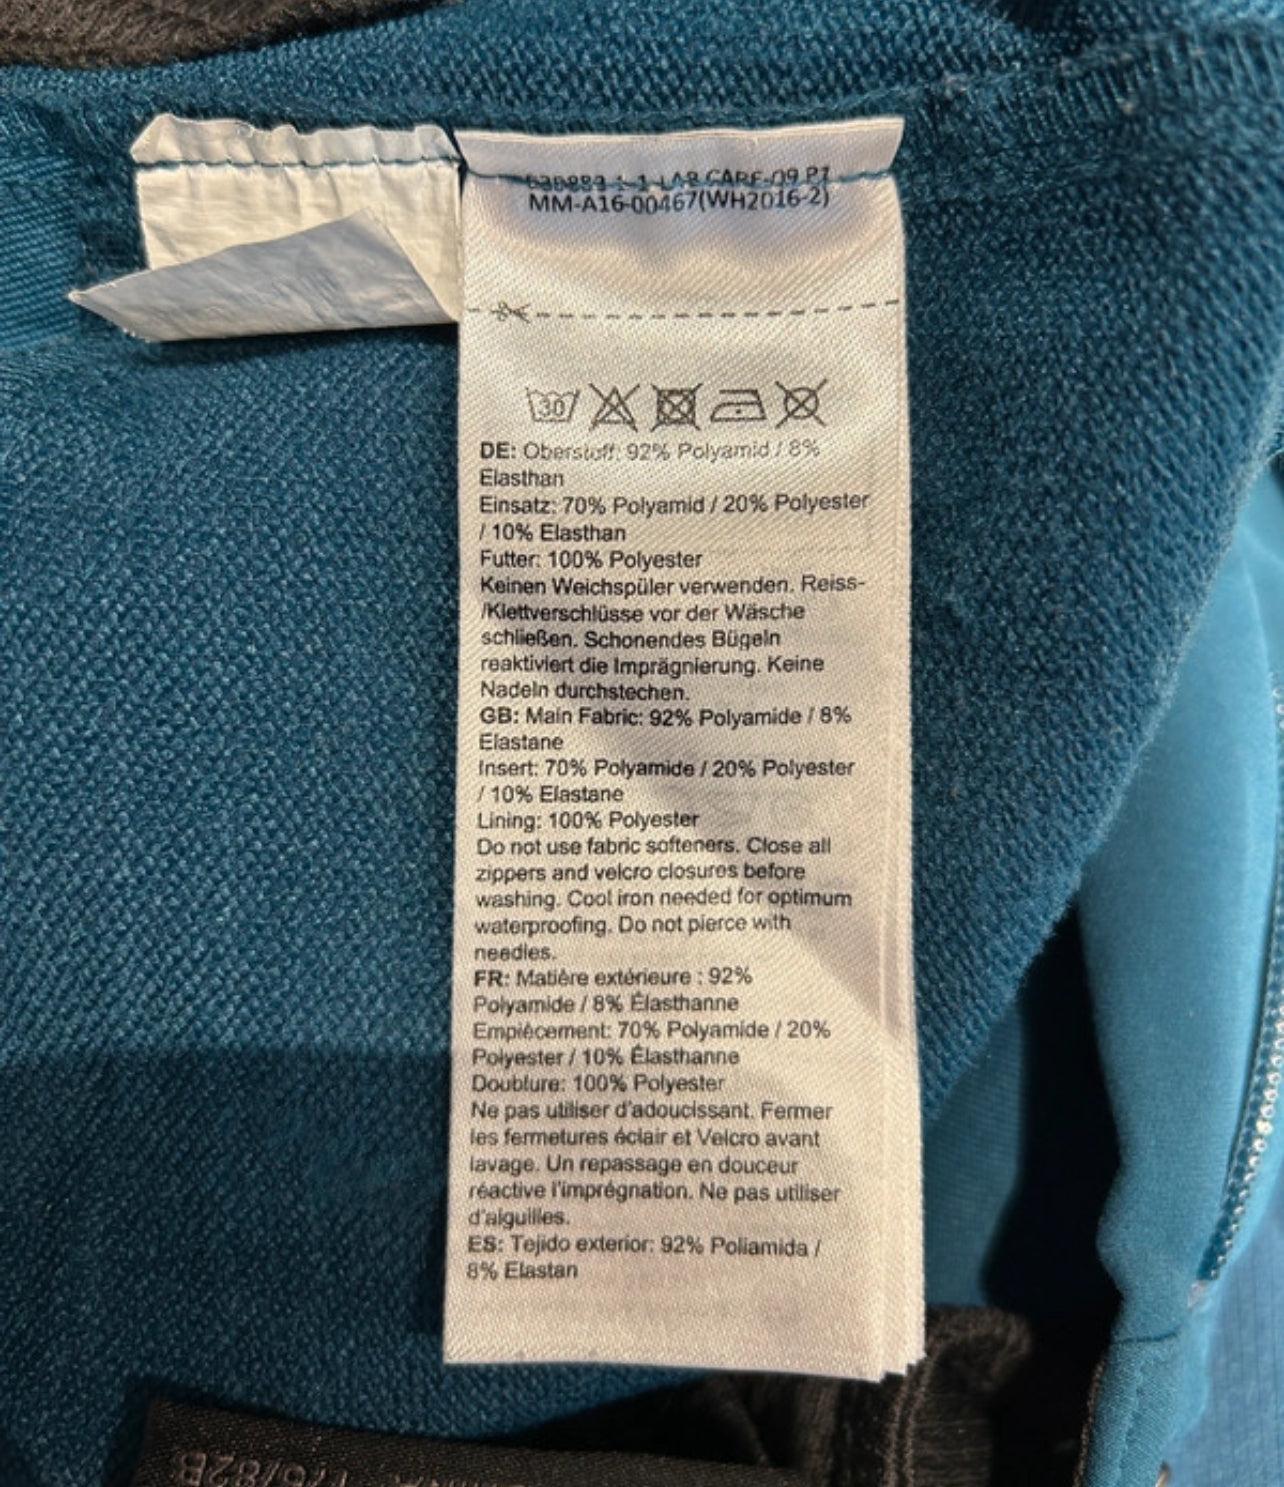 MM-A16-00467(WH2016-2)
30
DE: Oberstoff: 92% Polyamid / 8%
Elasthan
Einsatz: 70% Polyamid / 20% Polyester
/ 10% Elasthan
Futter: 100% Polyester
Keinen Weichspüler verwenden. Reiss-
/Klettverschlüsse vor der Wäsche
schließen. Schonendes Bügeln
reaktiviert die Imprägnierung. Keine
Nadeln durchstechen.
GB: Main Fabric: 92% Polyamide / 8%
Elastane
Insert: 70% Polyamide / 20% Polyester
/ 10% Elastane
Lining: 100% Polyester
Do not use fabric softeners. Close all
zippers and velcro closures before
washing. Cool iron needed for optimum
waterproofing. Do not pierce with
needles.
FR: Matière extérieure : 92%
Polyamide / 8% Élasthanne
Empiècement: 70% Polyamide / 20%
Polyester / 10% Élasthanne
Doublure: 100% Polyester
Ne pas utiliser d'adoucissant. Fermer
les fermetures éclair et Velcro avant
lavage. Un repassage en douceur
réactive l'imprégnation. Ne pas utiliser
d'aiguilles.
ES: Tejido exterior: 92% Poliamida /
8% Elastan